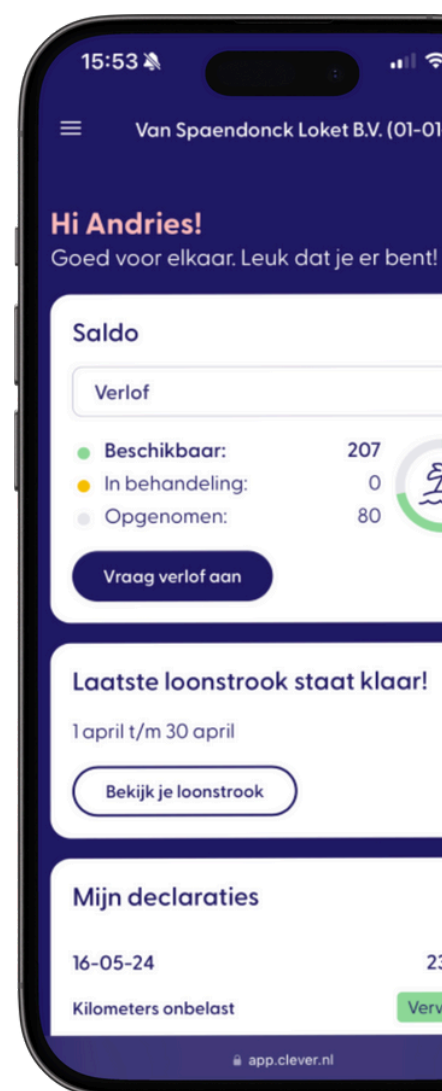 15:53
Van Spaendonck Loket B.V. (01-01
Hi Andries!
Goed voor elkaar. Leuk dat je er bent!
Saldo
Verlof
Beschikbaar: 207
In behandeling: 0
Opgenomen: 80
Vraag verlof aan
Laatste loonstrook staat klaar!
1 april t/m 30 april
Bekijk je loonstrook
Mijn declaraties
16-05-24 23
Kilometers onbelast Verw
app.clever.nl